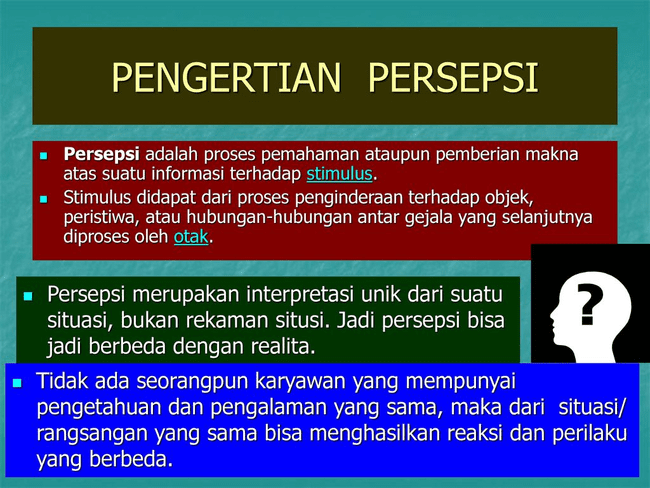 PENGERTIAN PERSEPSI
Persepsi adalah proses pemahaman ataupun pemberian makna
atas suatu informasi terhadap stimulus.
Stimulus didapat dari proses penginderaan terhadap objek,
peristiwa, atau hubungan-hubungan antar gejala yang selanjutnya
diproses oleh otak.
?
Persepsi merupakan interpretasi unik dari suatu
situasi, bukan rekaman situsi. Jadi persepsi bisa
jadi berbeda dengan realita.
Tidak ada seorangpun karyawan yang mempunyai
pengetahuan dan pengalaman yang sama, maka dari situasi/
rangsangan yang sama bisa menghasilkan reaksi dan perilaku
yang berbeda.